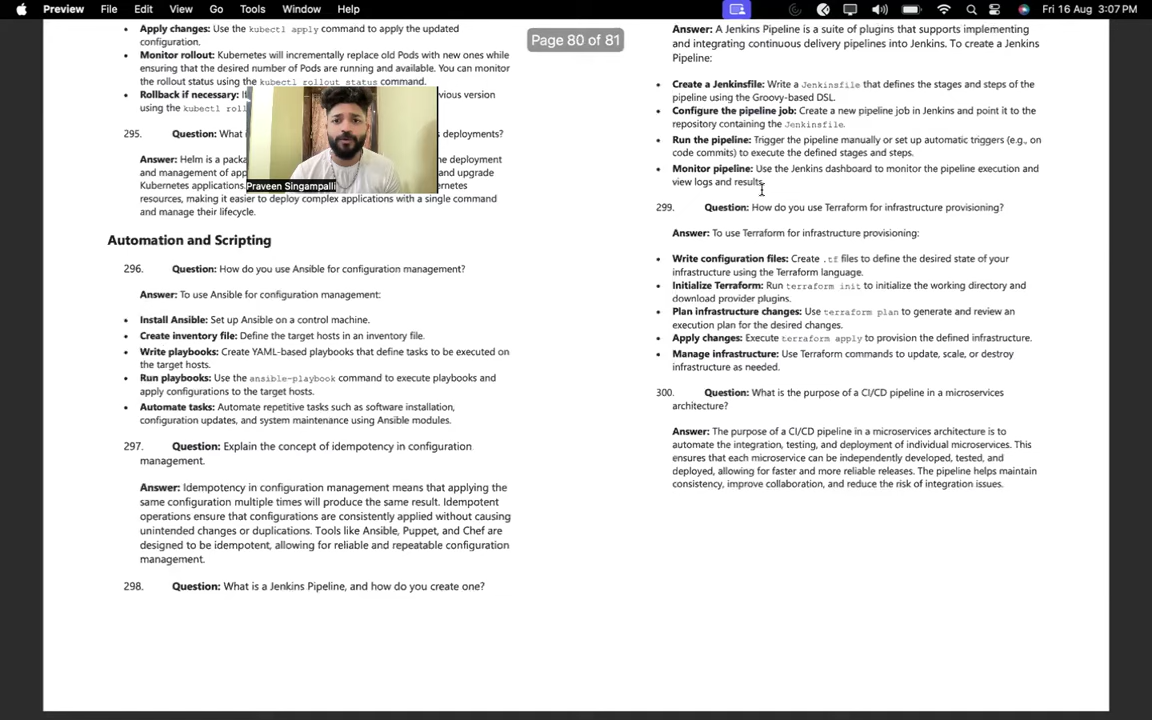 Preview File Edit View Go Tools Window Help Fri 16 Aug 3:07 PM
Page 80 of 81
Apply changes: Use the kubectl apply command to apply the updated
configuration.
Monitor rollout: Kubernetes will incrementally replace old Pods with new ones while
ensuring that the desired number of Pods are running and available. You can monitor
the rollout status using the kubectl rollout status command.
Rollback if necessary: vious version
using the kubectl
295. Question: What deployments?
Answer: Helm is a e deployment
and management of and upgrade
Kubernetes applications
resources, making it easier to deploy complex applications with a single command
and manage their lifecycle.
Praveen Singampalli
Automation and Scripting
296. Question: How do you use Ansible for configuration management?
Answer: To use Ansible for configuration management:
• Install Ansible: Set up Ansible on a control machine.
• Create inventory file: Define the target hosts in an inventory file.
• Write playbooks: Create YAML-based playbooks that define tasks to be executed on
the target hosts.
• Run playbooks: Use the ansible-playbook command to execute playbooks and
apply configurations to the target hosts.
• Automate tasks: Automate repetitive tasks such as software installation,
configuration updates, and system maintenance using Ansible modules.
297. Question: Explain the concept of idempotency in configuration
management.
Answer: Idempotency in configuration management means that applying the
same configuration multiple times will produce the same result. Idempotent
operations ensure that configurations are consistently applied without causing
unintended changes or duplications. Tools like Ansible, Puppet, and Chef are
designed to be idempotent, allowing for reliable and repeatable configuration
management.
298. Question: What is a Jenkins Pipeline, and how do you create one?
Answer: A Jenkins Pipeline is a suite of plugins that supports implementing
and integrating continuous delivery pipelines into Jenkins. To create a Jenkins
Pipeline:
• Create a Jenkinsfile: Write a Jenkinsfile that defines the stages and steps of the
pipeline using the Groovy-based DSL.
• Configure the pipeline job: Create a new pipeline job in Jenkins and point it to the
repository containing the Jenkinsfile.
• Run the pipeline: Trigger the pipeline manually or set up automatic triggers (e.g., on
code commits) to execute the defined stages and steps.
• Monitor pipeline: Use the Jenkins dashboard to monitor the pipeline execution and
view logs and results.
299. Question: How do you use Terraform for infrastructure provisioning?
Answer: To use Terraform for infrastructure provisioning:
• Write configuration files: Create .tf files to define the desired state of your
infrastructure using the Terraform language.
• Initialize Terraform: Run terraform init to initialize the working directory and
download provider plugins.
• Plan infrastructure changes: Use terraform plan to generate and review an
execution plan for the desired changes.
• Apply changes: Execute terraform apply to provision the defined infrastructure.
• Manage infrastructure: Use Terraform commands to update, scale, or destroy
infrastructure as needed.
300. Question: What is the purpose of a CI/CD pipeline in a microservices
architecture?
Answer: The purpose of a CI/CD pipeline in a microservices architecture is to
automate the integration, testing, and deployment of individual microservices. This
ensures that each microservice can be independently developed, tested, and
deployed, allowing for faster and more reliable releases. The pipeline helps maintain
consistency, improve collaboration, and reduce the risk of integration issues.